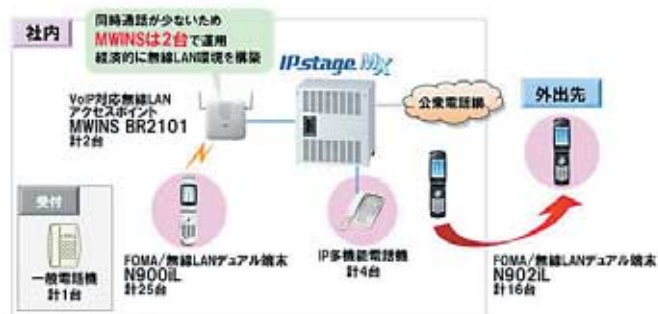 同時通話が少ないため
MWINSは2台で運用
経済的に無線LAN環境を構築
社内
IPstage MX
VoIP対応無線LAN
アクセスポイント
MWINS BR2101
計2台
公衆電話網
外出先
受付
一般電話機
計1台
FOMA/無線LANデュアル端末
N900iL
計25台
IP多機能電話機
計4台
FOMA/無線LANデュアル端末
N902iL
計16台